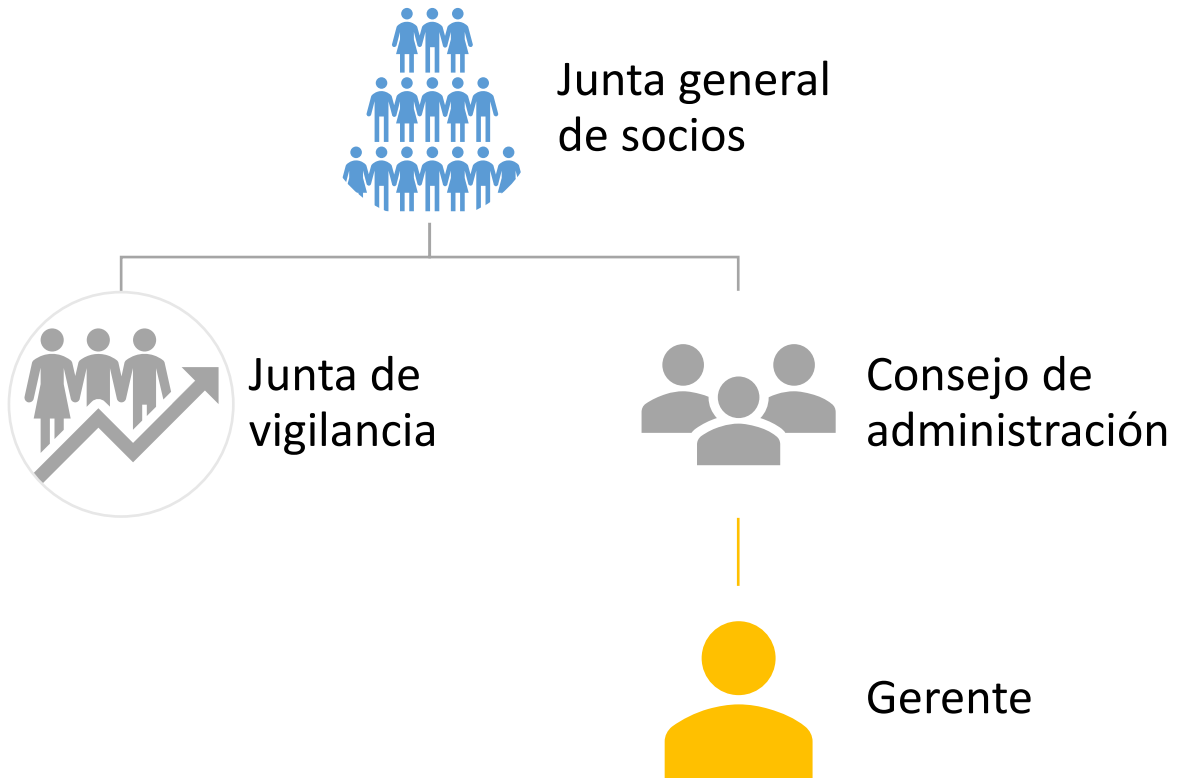 Junta general
de socios
Junta de
vigilancia
Consejo de
administración
Gerente